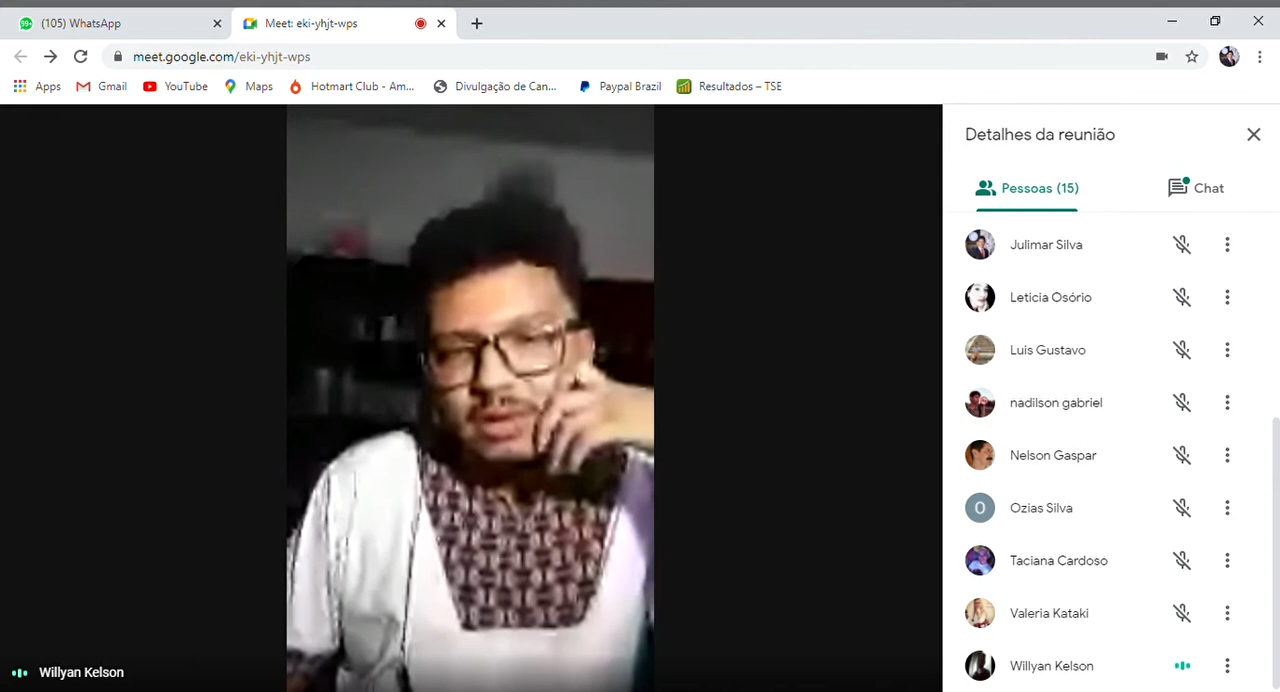 99+
(105) WhatsApp
Meet: eki-yhjt-wps
meet.google.com/eki-yhjt-wps
Apps
Gmail
YouTube
Maps
Hotmart Club - Am...
Divulgação de Can...
Paypal Brazil
Resultados – TSE
Detalhes da reunião
Pessoas (15)
Chat
Julimar Silva
Leticia Osório
Luis Gustavo
nadilson gabriel
Nelson Gaspar
O
Ozias Silva
Taciana Cardoso
Valeria Kataki
Willyan Kelson
Willyan Kelson